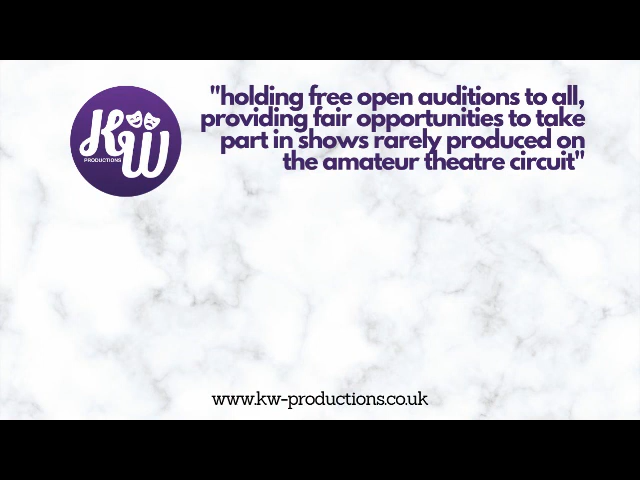 KW
PRODUCTIONS
"holding free open auditions to all,
providing fair opportunities to take
part in shows rarely produced on
the amateur theatre circuit"
www.kw-productions.co.uk